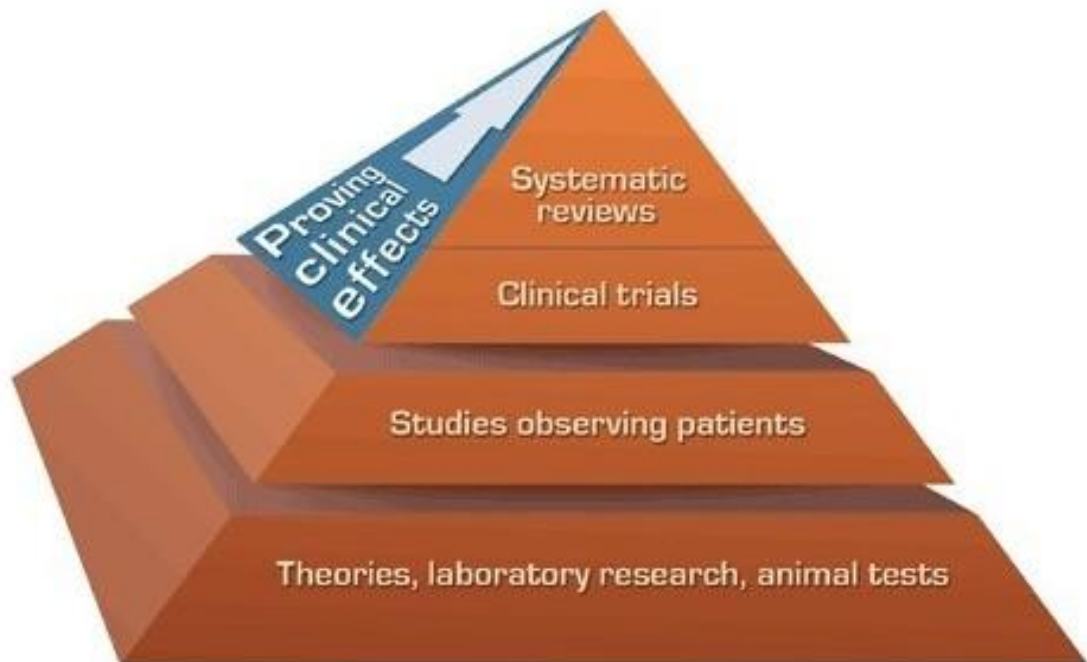 Proving
clinical
effects
Systematic
reviews
Clinical trials
Studies observing patients
Theories, laboratory research, animal tests